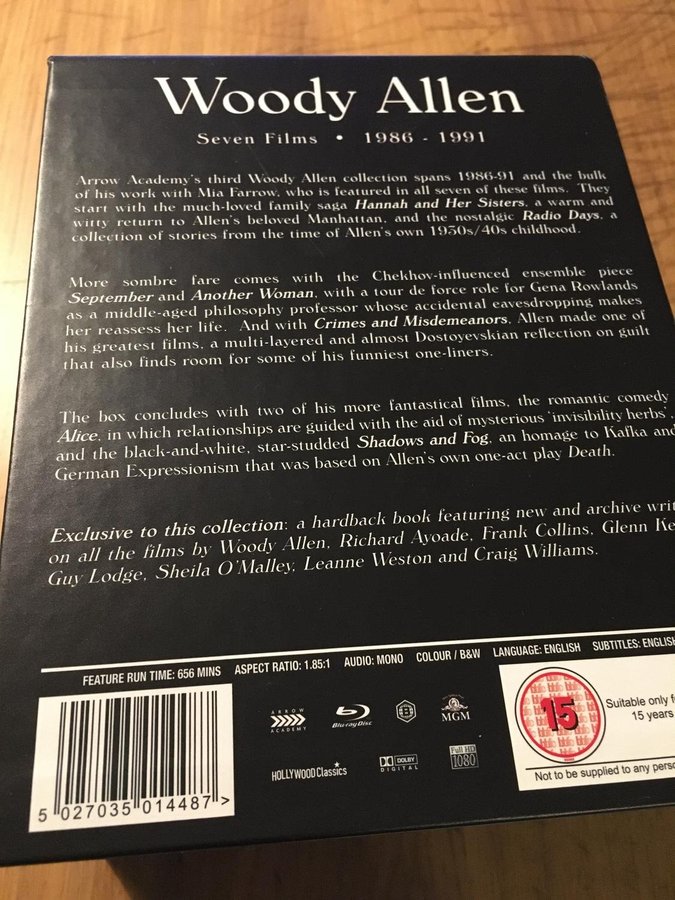 Woody Allen
Seven Films • 1986 - 1991
Arrow Academy's third Woody Allen collection spans 1986-91 and the bulk
of his work with Mia Farrow, who is featured in all seven of these films. They
start with the much-loved family saga Hannah and Her Sisters, a warm and
witty return to Allen's beloved Manhattan, and the nostalgic Radio Days, a
collection of stories from the time of Allen's own 1930s/40s childhood.
More sombre fare comes with the Chekhov-influenced ensemble piece
September and Another Woman, with a tour de force role for Gena Rowlands
as a middle-aged philosophy professor whose accidental eavesdropping makes
her reassess her life. And with Crimes and Misdemeanors, Allen made one of
his greatest films, a multi-layered and almost Dostoyevskian reflection on guilt
that also finds room for some of his funniest one-liners.
The box concludes with two of his more fantastical films, the romantic comedy
Alice, in which relationships are guided with the aid of mysterious 'invisibility herbs',
and the black-and-white, star-studded Shadows and Fog, an homage to Kafka and
German Expressionism that was based on Allen's own one-act play Death.
Exclusive to this collection: a hardback book featuring new and archive writ
on all the films by Woody Allen, Richard Ayoade, Frank Collins, Glenn Ke
Guy Lodge, Sheila O'Malley, Leanne Weston and Craig Williams.
FEATURE RUN TIME: 656 MINS ASPECT RATIO: 1.85:1 AUDIO: MONO COLOUR / B&W LANGUAGE: ENGLISH SUBTITLES: ENGLISH
ARROW ACADEMY
Blu-ray Disc
MGM
HOLLYWOOD Classics
DOLBY DIGITAL
Full HD 1080
15
Suitable only f
15 years
Not to be supplied to any pers
5 027035 014487 >